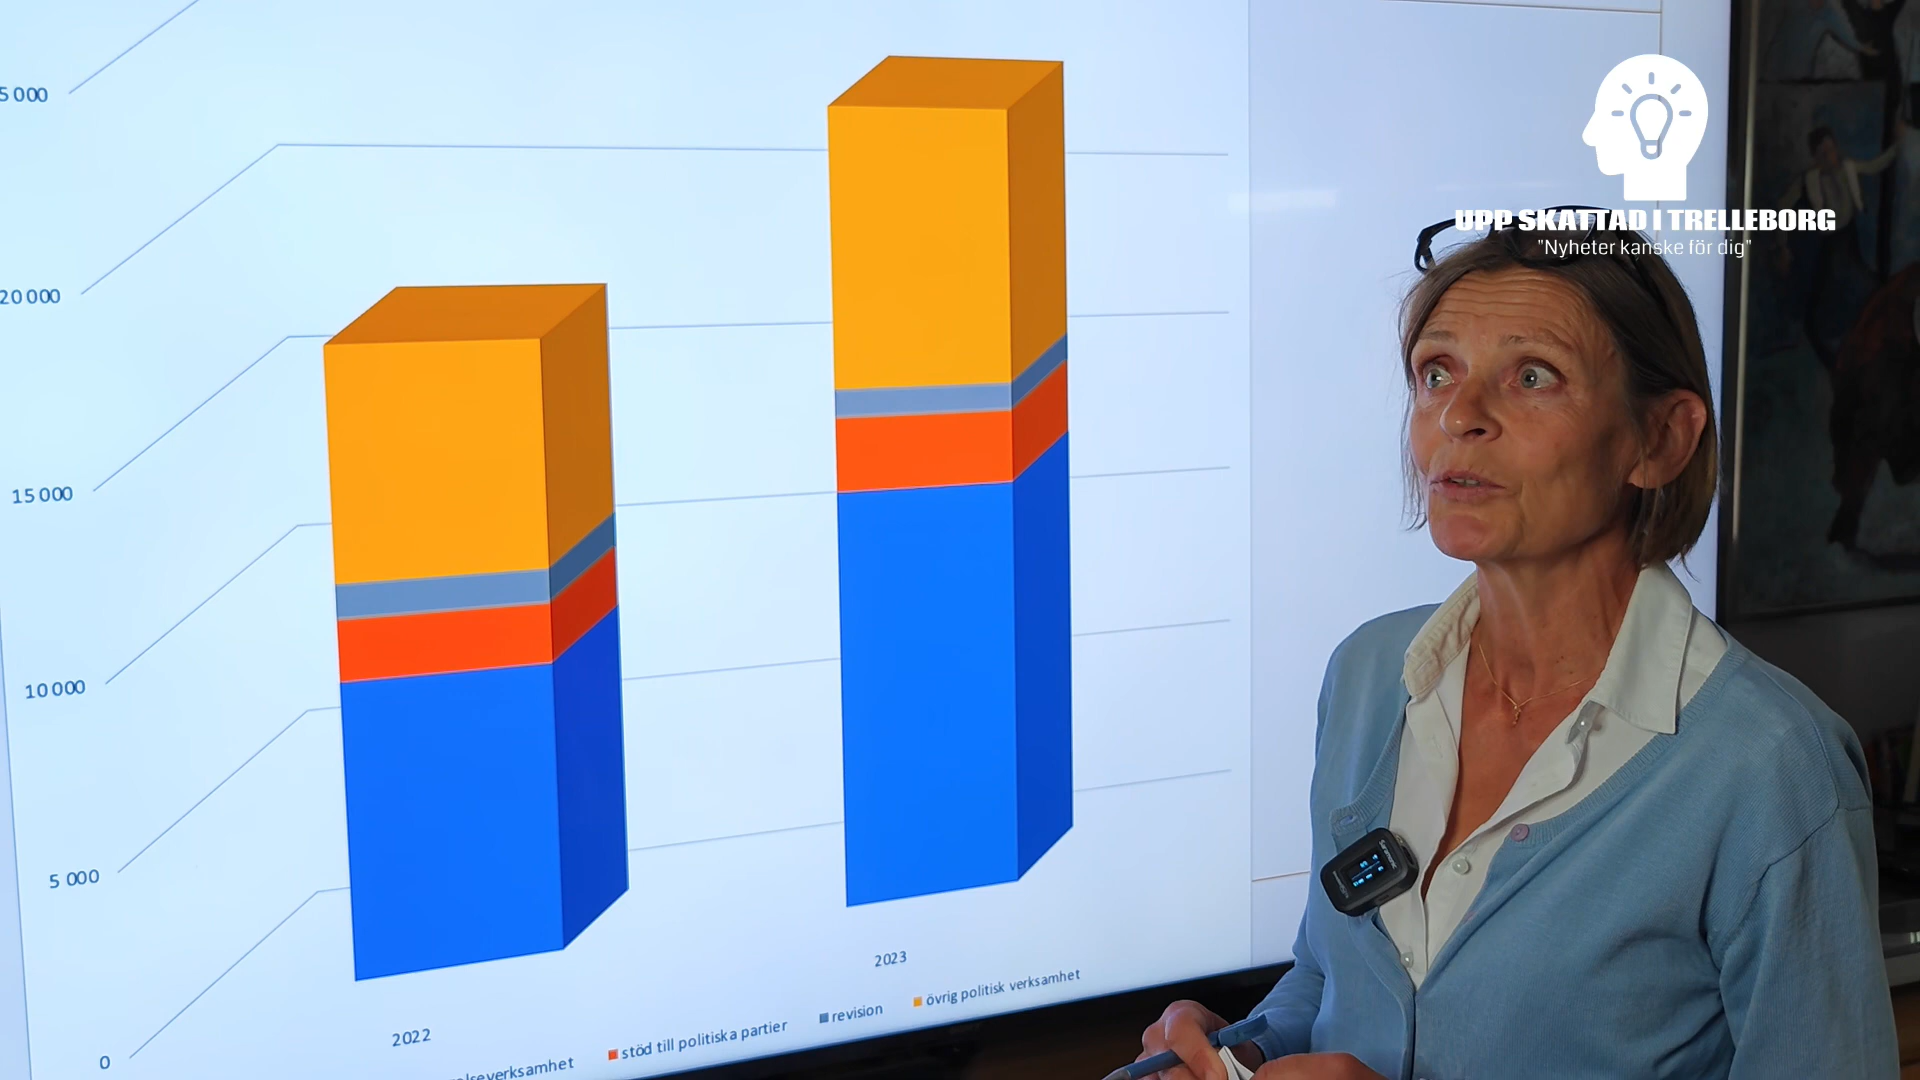 5 000
20 000
15 000
10 000
5 000
0
2022
2023
stöd till politiska partier
revision
övrig politisk verksamhet
UPP SKATTAD I TRELLEBORG
"Nyheter kanske för dig"
Saramonic